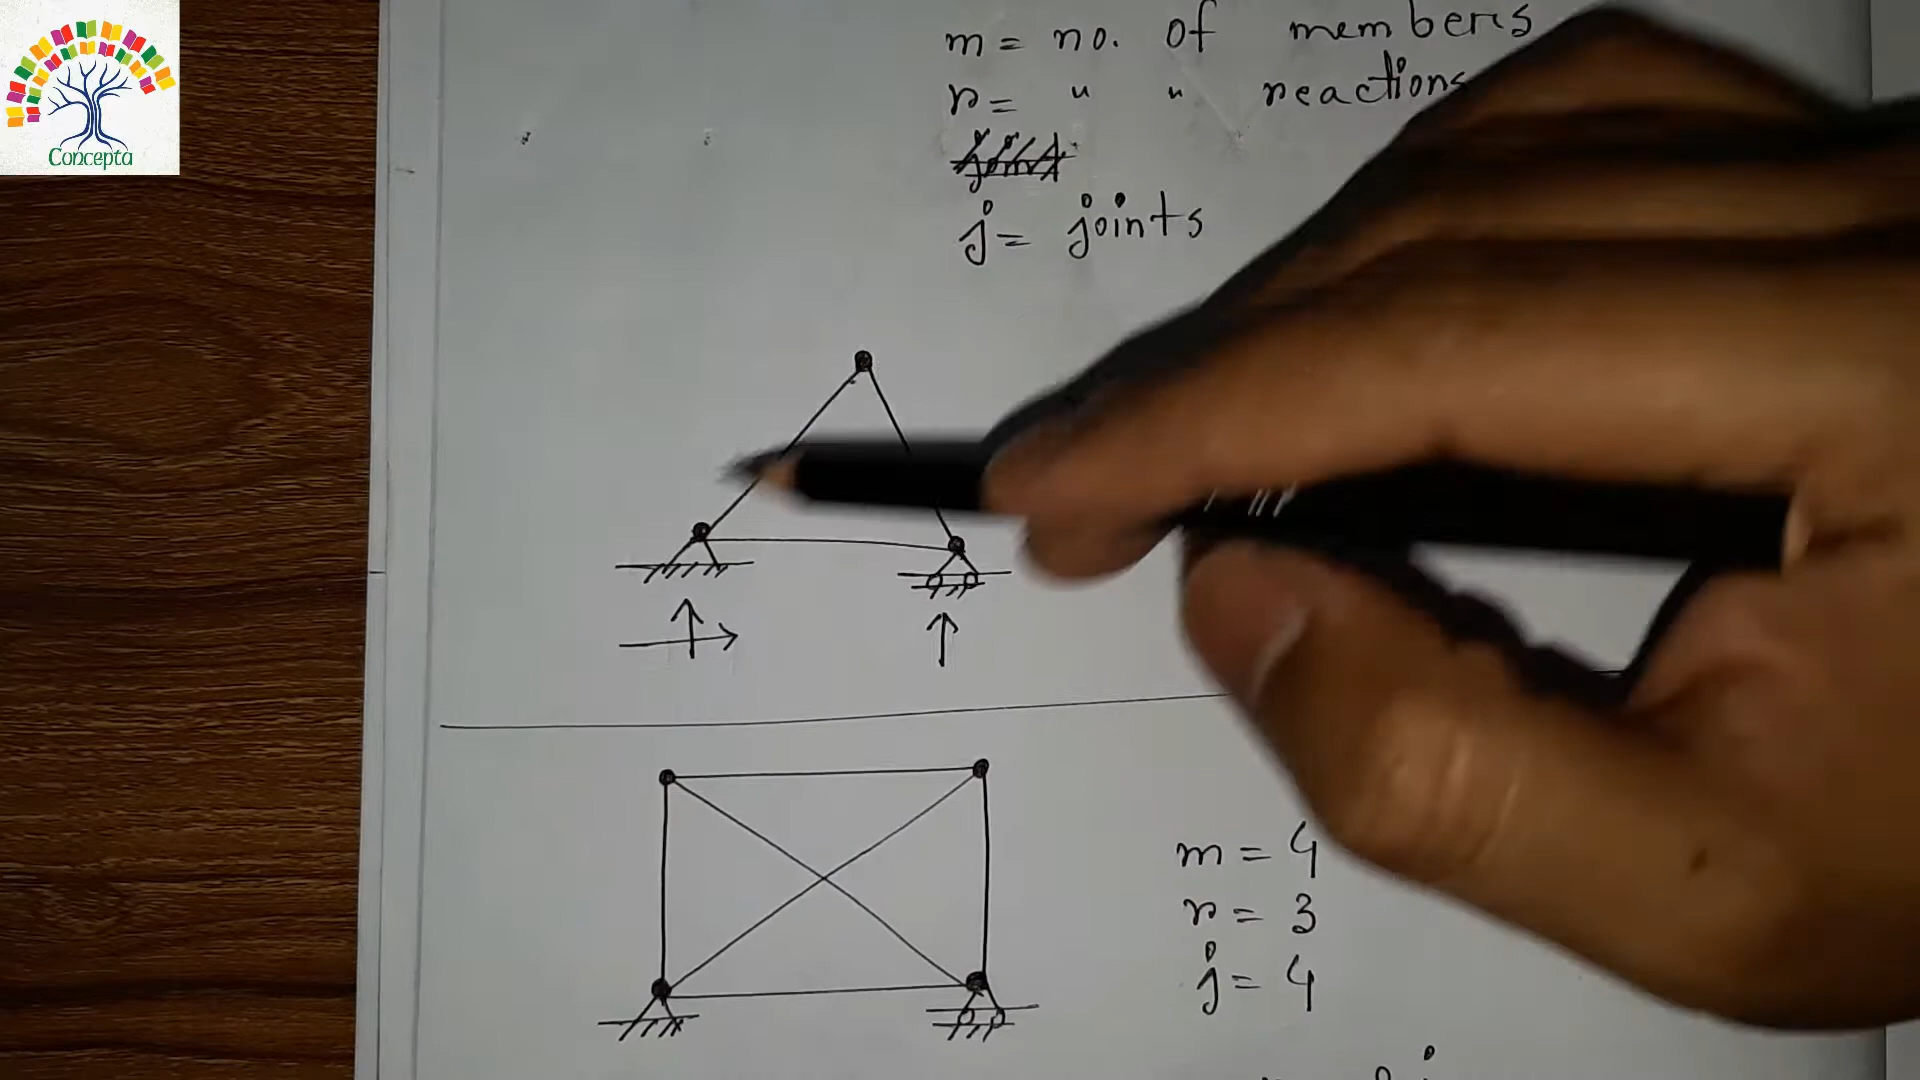 Concepta
m = no. of members
r = " " reactions
j = joints
m = 4
r = 3
j = 4